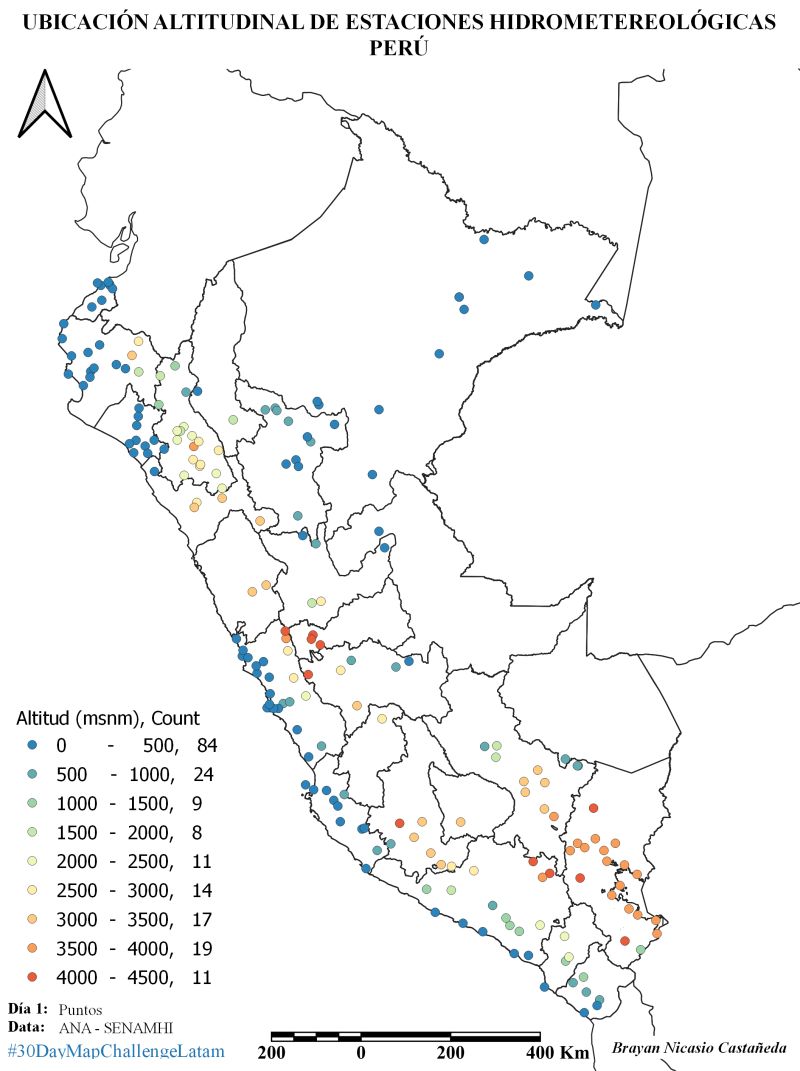 UBICACIÓN ALTITUDINAL DE ESTACIONES HIDROMETEREOLÓGICAS
PERÚ
Altitud (msnm), Count
0 - 500, 84
500 - 1000, 24
1000 - 1500, 9
1500 - 2000, 8
2000 - 2500, 11
2500 - 3000, 14
3000 - 3500, 17
3500 - 4000, 19
4000 - 4500, 11
Día 1: Puntos
Data: ANA - SENAMHI
#30DayMapChallengeLatam
200 0 200 400 Km
Brayan Nicasio Castañeda